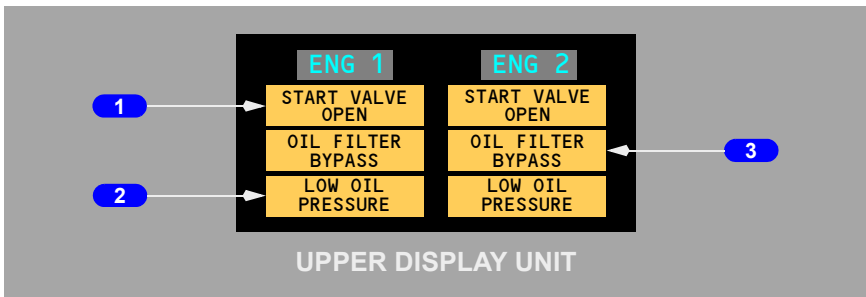 ENG 1 ENG 2
1 START VALVE OPEN START VALVE OPEN
OIL FILTER BYPASS OIL FILTER BYPASS 3
2 LOW OIL PRESSURE LOW OIL PRESSURE
UPPER DISPLAY UNIT